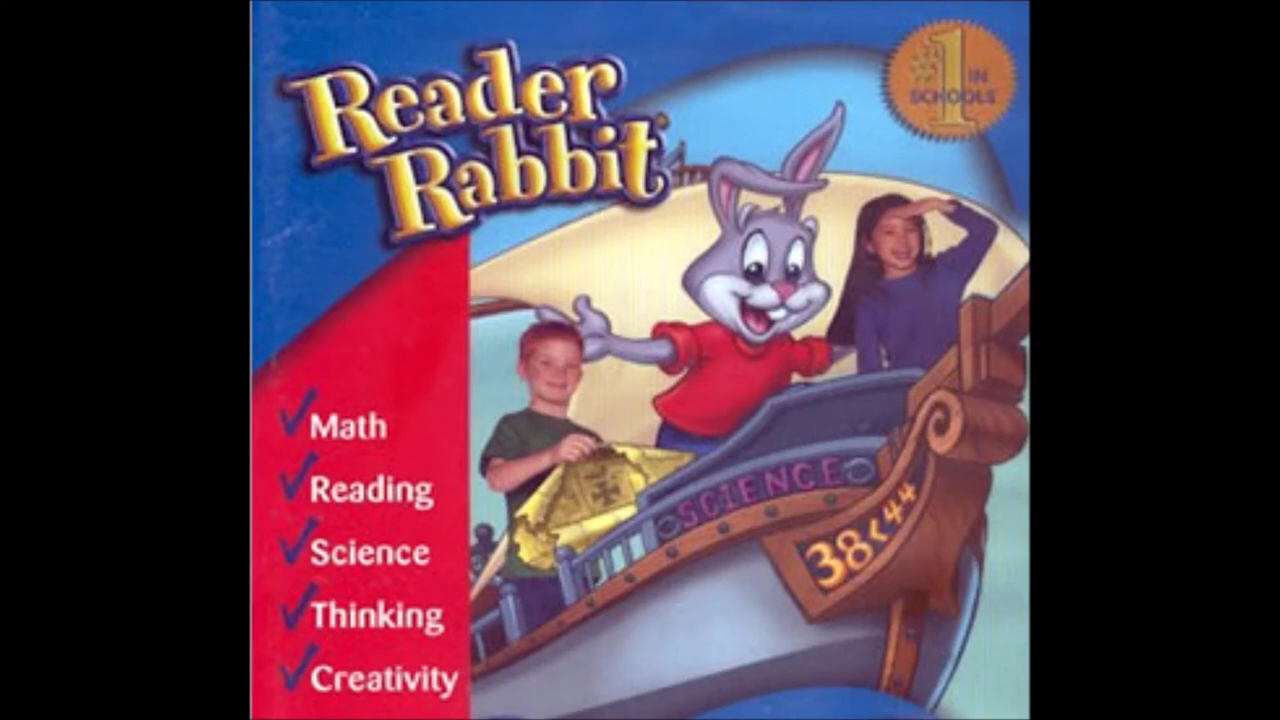 Reader
Rabbit
#1 IN
SCHOOLS
Math
Reading
Science
Thinking
Creativity
SCIENCE
38<44